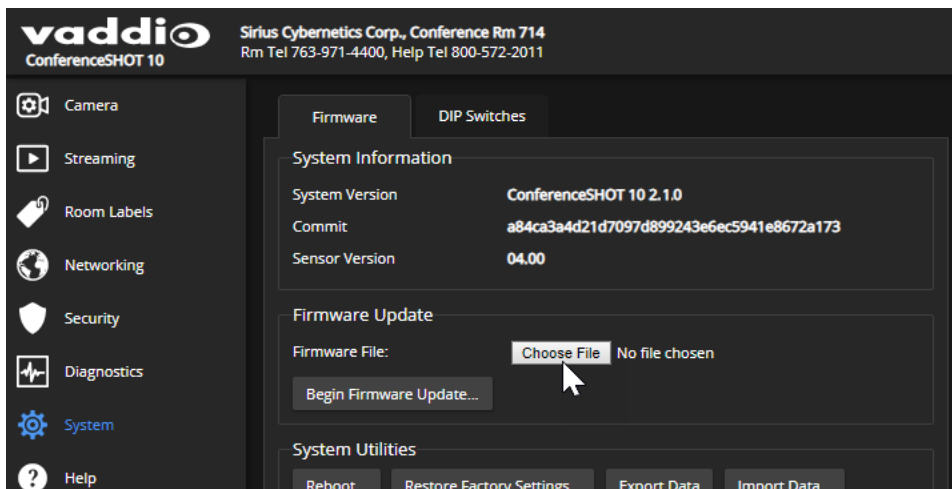 vaddio
ConferenceSHOT 10
Sirius Cybernetics Corp., Conference Rm 714
Rm Tel 763-971-4400, Help Tel 800-572-2011
Camera
Streaming
Room Labels
Networking
Security
Diagnostics
System
Help
Firmware
DIP Switches
System Information
System Version ConferenceSHOT 10 2.1.0
Commit a84ca3a4d21d7097d899243e6ec5941e8672a173
Sensor Version 04.00
Firmware Update
Firmware File: Choose File No file chosen
Begin Firmware Update...
System Utilities
Reboot... Restore Factory Settings... Export Data Import Data...